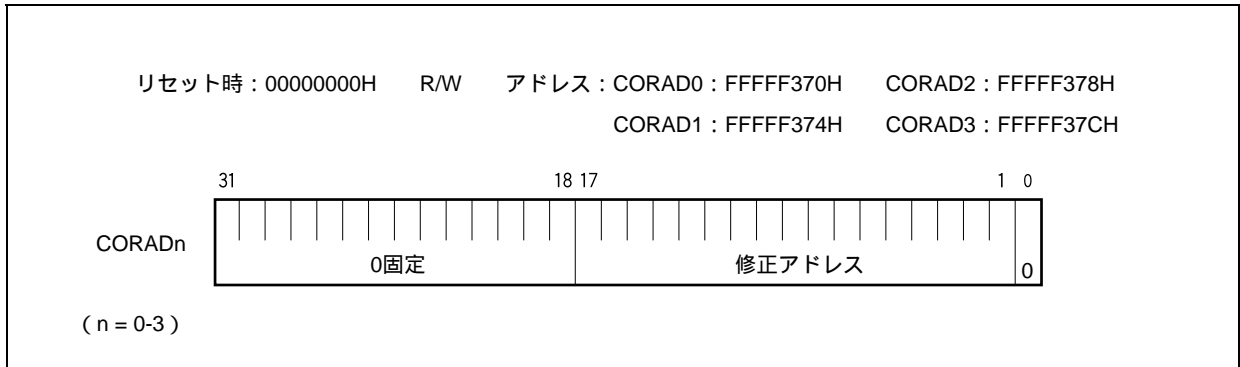 リセット時：00000000H R/W アドレス：CORAD0：FFFFF370H CORAD2：FFFFF378H
CORAD1：FFFFF374H CORAD3：FFFFF37CH
31 18 17 1 0
CORADn 0固定 修正アドレス 0
（n = 0-3）